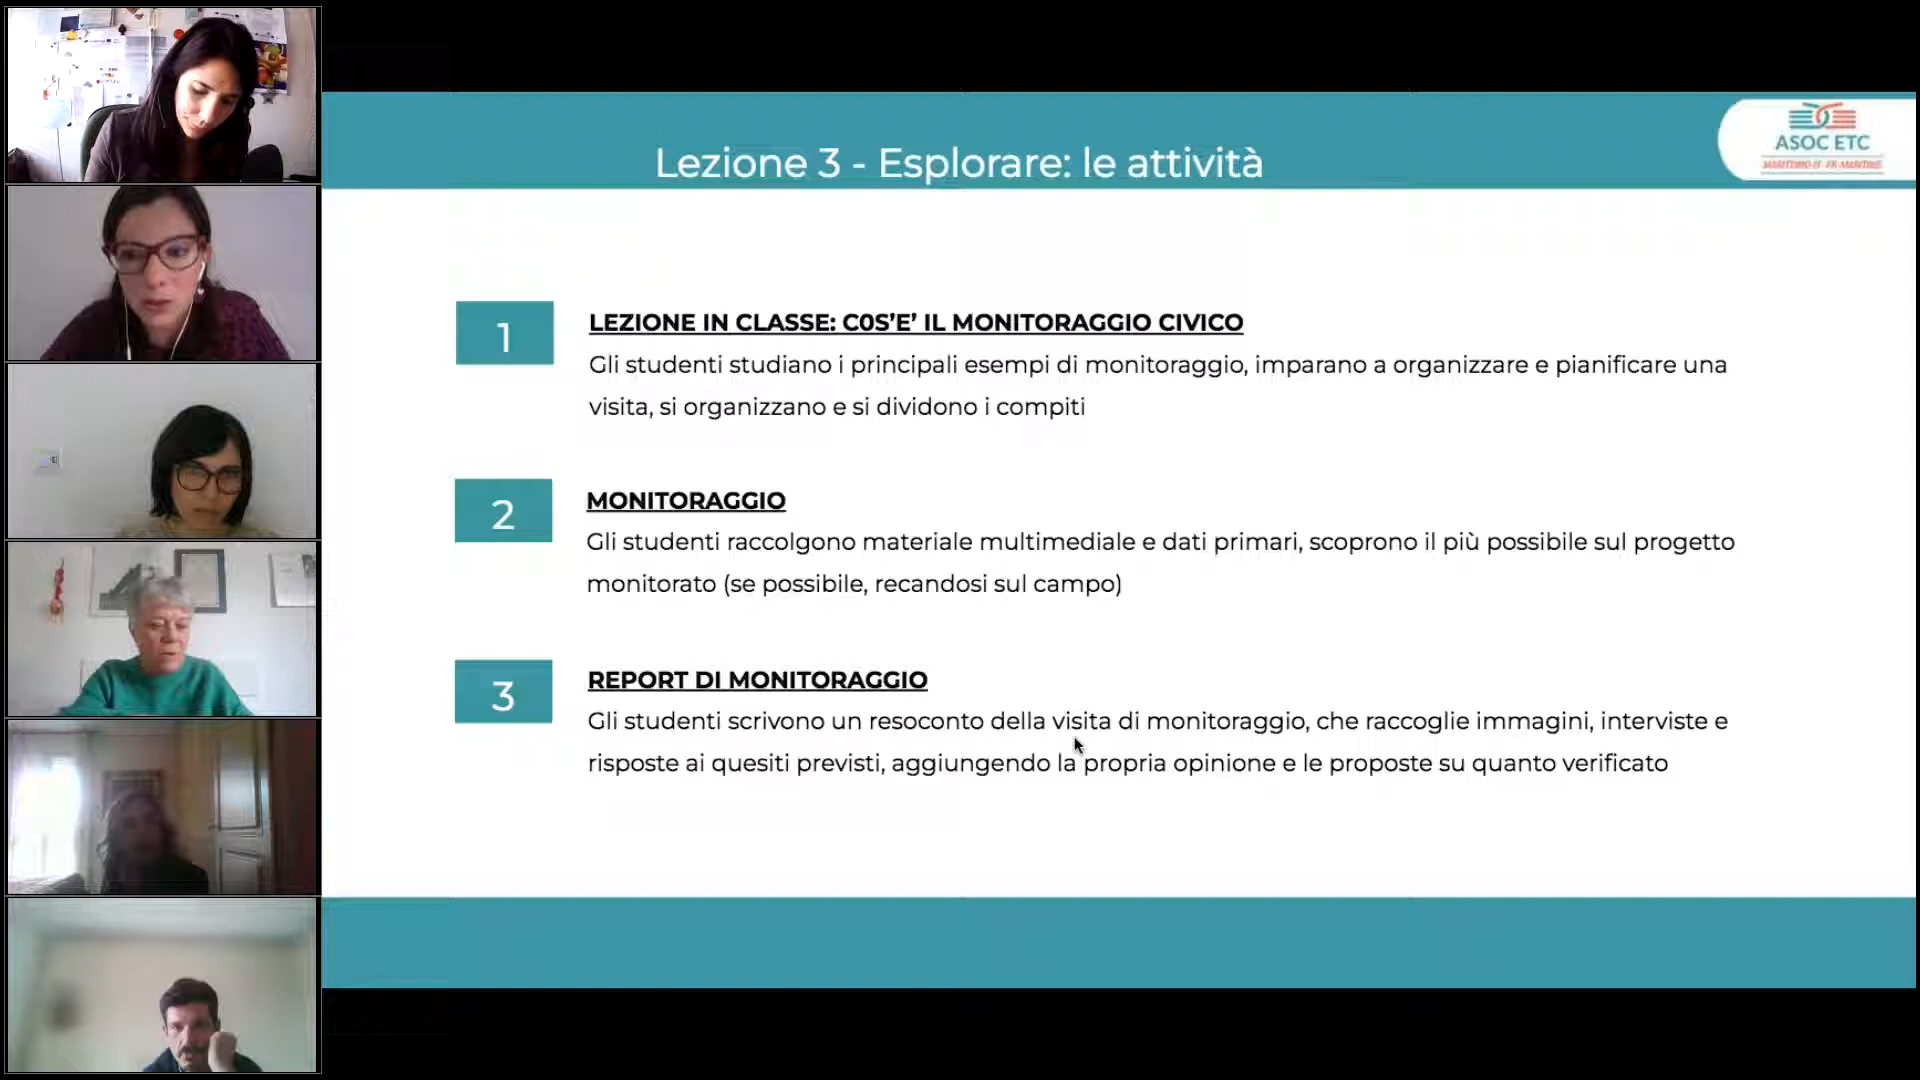 Lezione 3 - Esplorare: le attività
ASOC ETC
MARITTIMO-IT FR-MARITIME
1
LEZIONE IN CLASSE: C0S'E' IL MONITORAGGIO CIVICO
Gli studenti studiano i principali esempi di monitoraggio, imparano a organizzare e pianificare una
visita, si organizzano e si dividono i compiti
2
MONITORAGGIO
Gli studenti raccolgono materiale multimediale e dati primari, scoprono il più possibile sul progetto
monitorato (se possibile, recandosi sul campo)
3
REPORT DI MONITORAGGIO
Gli studenti scrivono un resoconto della visita di monitoraggio, che raccoglie immagini, interviste e
risposte ai quesiti previsti, aggiungendo la propria opinione e le proposte su quanto verificato